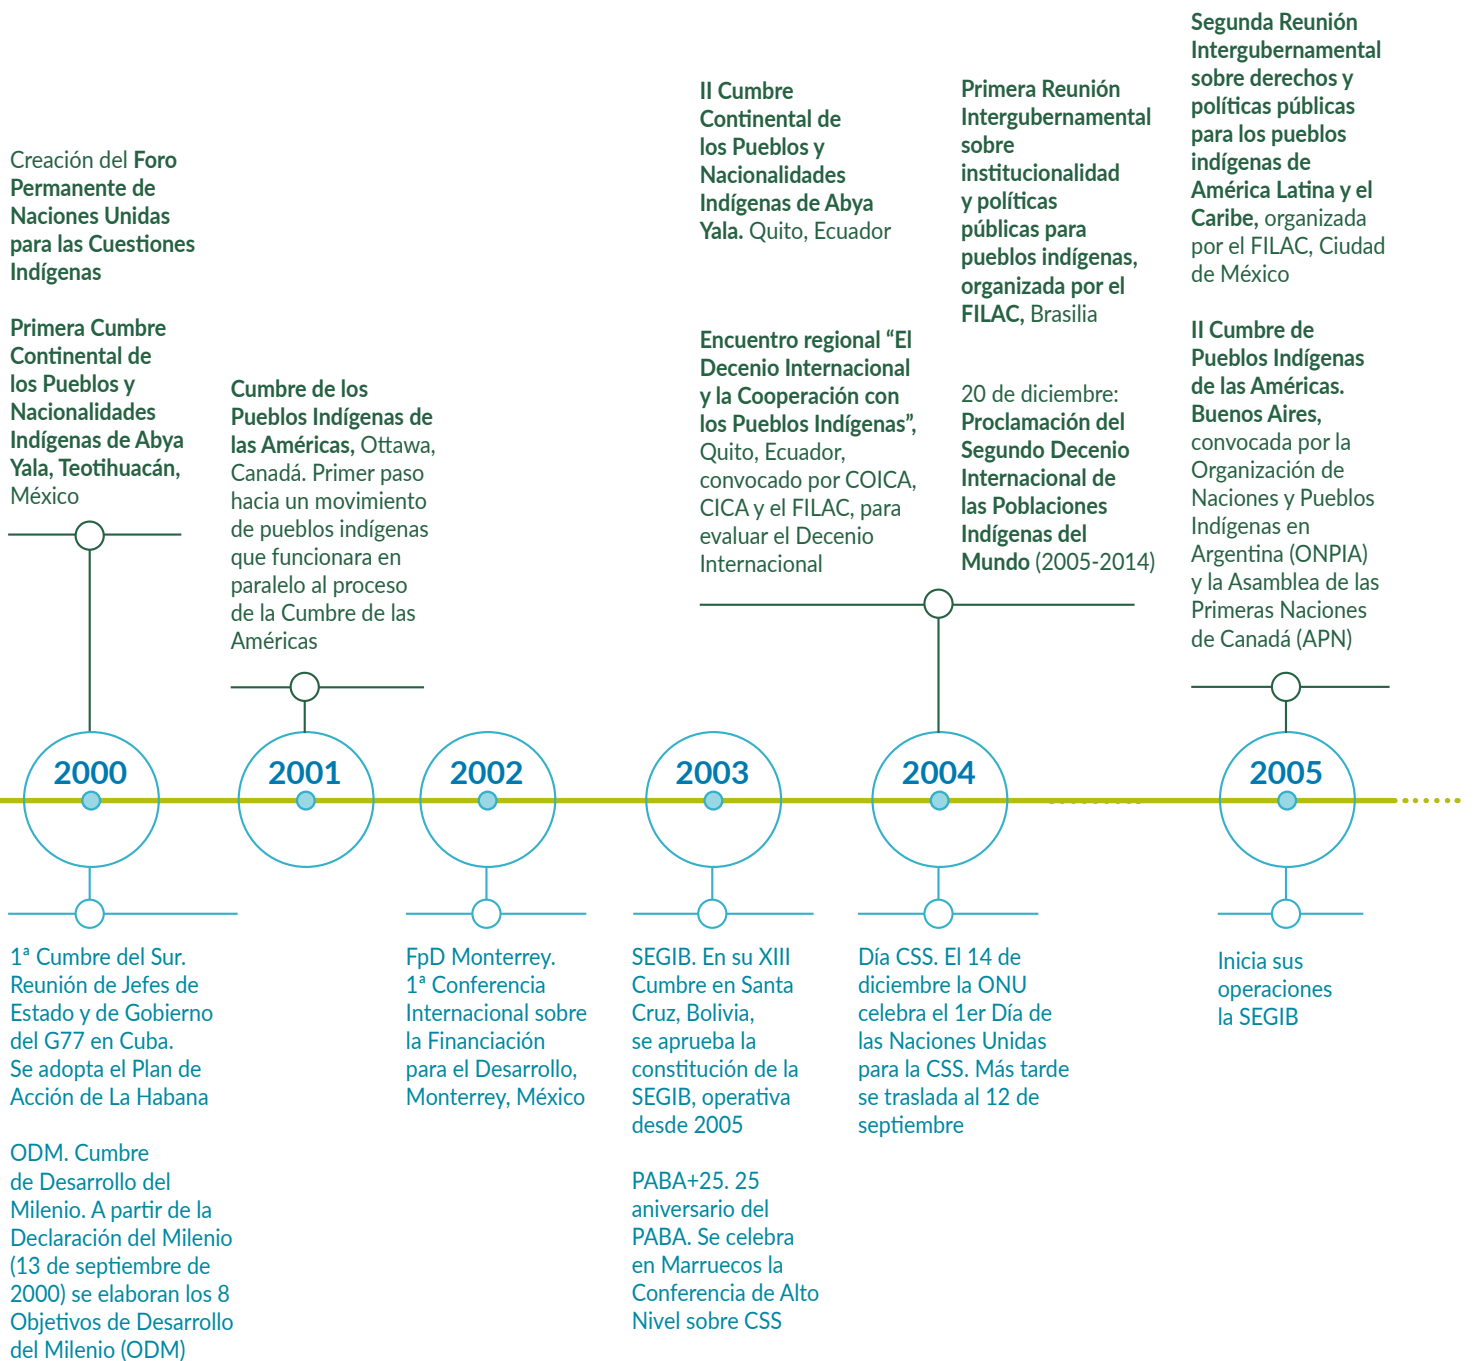 Creación del Foro
Permanente de
Naciones Unidas
para las Cuestiones
Indígenas
Primera Cumbre
Continental de
los Pueblos y
Nacionalidades
Indígenas de Abya
Yala, Teotihuacán,
México
Cumbre de los
Pueblos Indígenas de
las Américas, Ottawa,
Canadá. Primer paso
hacia un movimiento
de pueblos indígenas
que funcionara en
paralelo al proceso
de la Cumbre de las
Américas
II Cumbre
Continental de
los Pueblos y
Nacionalidades
Indígenas de Abya
Yala. Quito, Ecuador
Encuentro regional “El
Decenio Internacional
y la Cooperación con
los Pueblos Indígenas”,
Quito, Ecuador,
convocado por COICA,
CICA y el FILAC, para
evaluar el Decenio
Internacional
Primera Reunión
Intergubernamental
sobre
institucionalidad
y políticas
públicas para
pueblos indígenas,
organizada por el
FILAC, Brasilia
20 de diciembre:
Proclamación del
Segundo Decenio
Internacional de
las Poblaciones
Indígenas del
Mundo (2005-2014)
Segunda Reunión
Intergubernamental
sobre derechos y
políticas públicas
para los pueblos
indígenas de
América Latina y el
Caribe, organizada
por el FILAC, Ciudad
de México
II Cumbre de
Pueblos Indígenas
de las Américas.
Buenos Aires,
convocada por la
Organización de
Naciones y Pueblos
Indígenas en
Argentina (ONPIA)
y la Asamblea de las
Primeras Naciones
de Canadá (APN)
2000
2001
2002
2003
2004
2005
1ª Cumbre del Sur.
Reunión de Jefes de
Estado y de Gobierno
del G77 en Cuba.
Se adopta el Plan de
Acción de La Habana
ODM. Cumbre
de Desarrollo del
Milenio. A partir de la
Declaración del Milenio
(13 de septiembre de
2000) se elaboran los 8
Objetivos de Desarrollo
del Milenio (ODM)
FpD Monterrey.
1ª Conferencia
Internacional sobre
la Financiación
para el Desarrollo,
Monterrey, México
SEGIB. En su XIII
Cumbre en Santa
Cruz, Bolivia,
se aprueba la
constitución de la
SEGIB, operativa
desde 2005
PABA+25. 25
aniversario del
PABA. Se celebra
en Marruecos la
Conferencia de Alto
Nivel sobre CSS
Día CSS. El 14 de
diciembre la ONU
celebra el 1er Día de
las Naciones Unidas
para la CSS. Más tarde
se traslada al 12 de
septiembre
Inicia sus
operaciones
la SEGIB